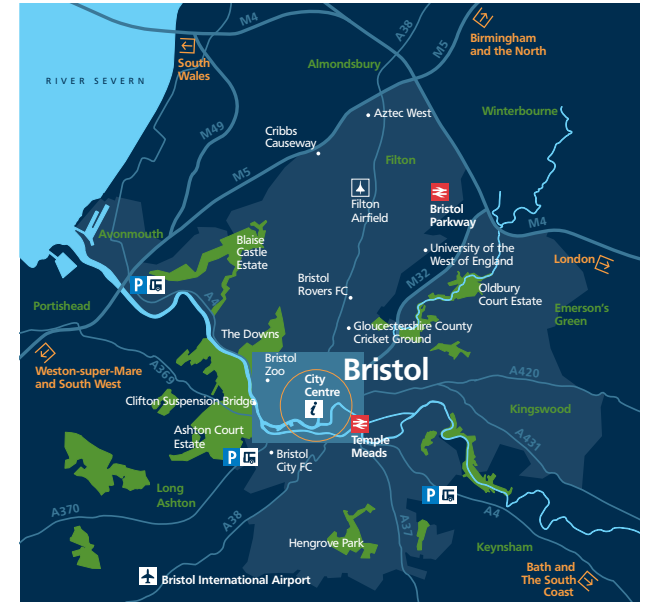 M4
A38
Birmingham
and the North
South
Wales
M5
Almondsbury
RIVER SEVERN
Aztec West
Winterbourne
M49
Cribbs
Causeway
Filton
M5
Filton
Airfield
Bristol
Parkway
M4
Avonmouth
Blaise
Castle
Estate
University of the
West of England
London
M32
P
Bristol
Rovers FC
Oldbury
Court Estate
A4
Portishead
Emerson's
Green
The Downs
Gloucestershire County
Cricket Ground
Weston-super-Mare
and South West
A369
Bristol
Zoo
Bristol
City
Centre
i
A420
Clifton Suspension Bridge
Kingswood
Ashton Court
Estate
Temple
Meads
A431
P
Bristol
City FC
Long
Ashton
P
A370
A38
A37
A4
Hengrove Park
Keynsham
Bristol International Airport
Bath and
The South
Coast